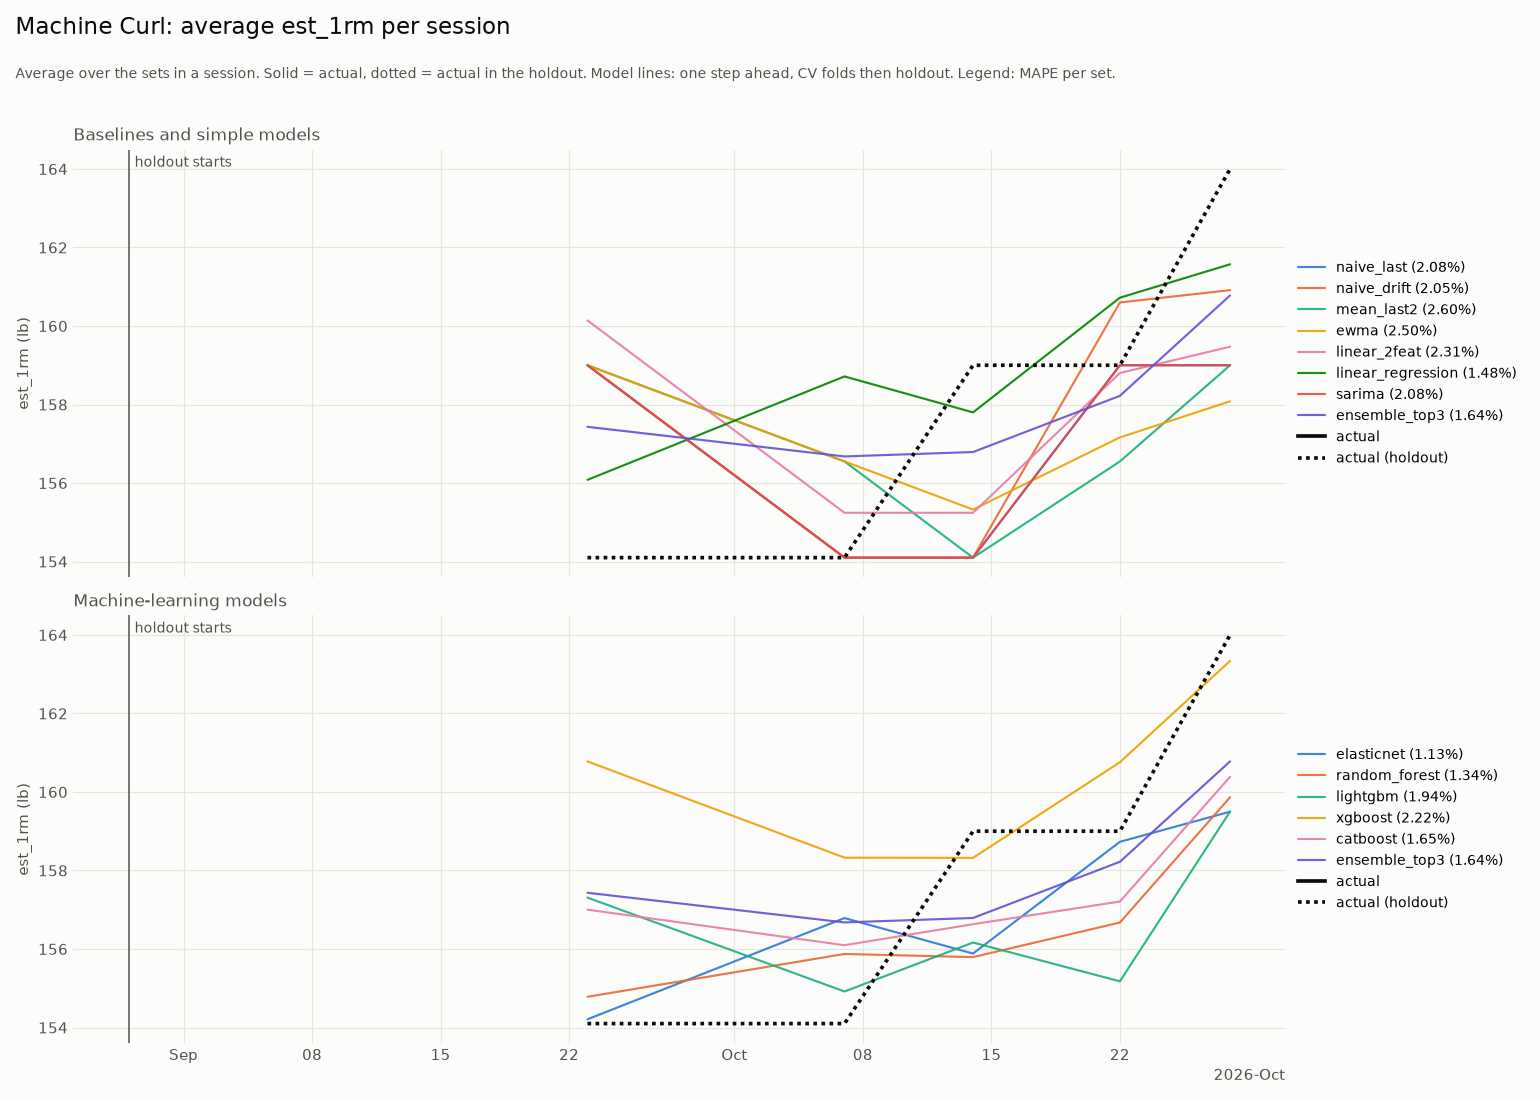 Machine Curl: average est_1rm per session
Average over the sets in a session. Solid = actual, dotted = actual in the holdout. Model lines: one step ahead, CV folds then holdout. Legend: MAPE per set.
Baselines and simple models
holdout starts
164
162
160
158
156
154
est_1rm (lb)
naive_last (2.08%)
naive_drift (2.05%)
mean_last2 (2.60%)
ewma (2.50%)
linear_2feat (2.31%)
linear_regression (1.48%)
sarima (2.08%)
ensemble_top3 (1.64%)
actual
actual (holdout)
Machine-learning models
holdout starts
164
162
160
158
156
154
est_1rm (lb)
elasticnet (1.13%)
random_forest (1.34%)
lightgbm (1.94%)
xgboost (2.22%)
catboost (1.65%)
ensemble_top3 (1.64%)
actual
actual (holdout)
Sep 08 15 22 Oct 08 15 22
2026-Oct